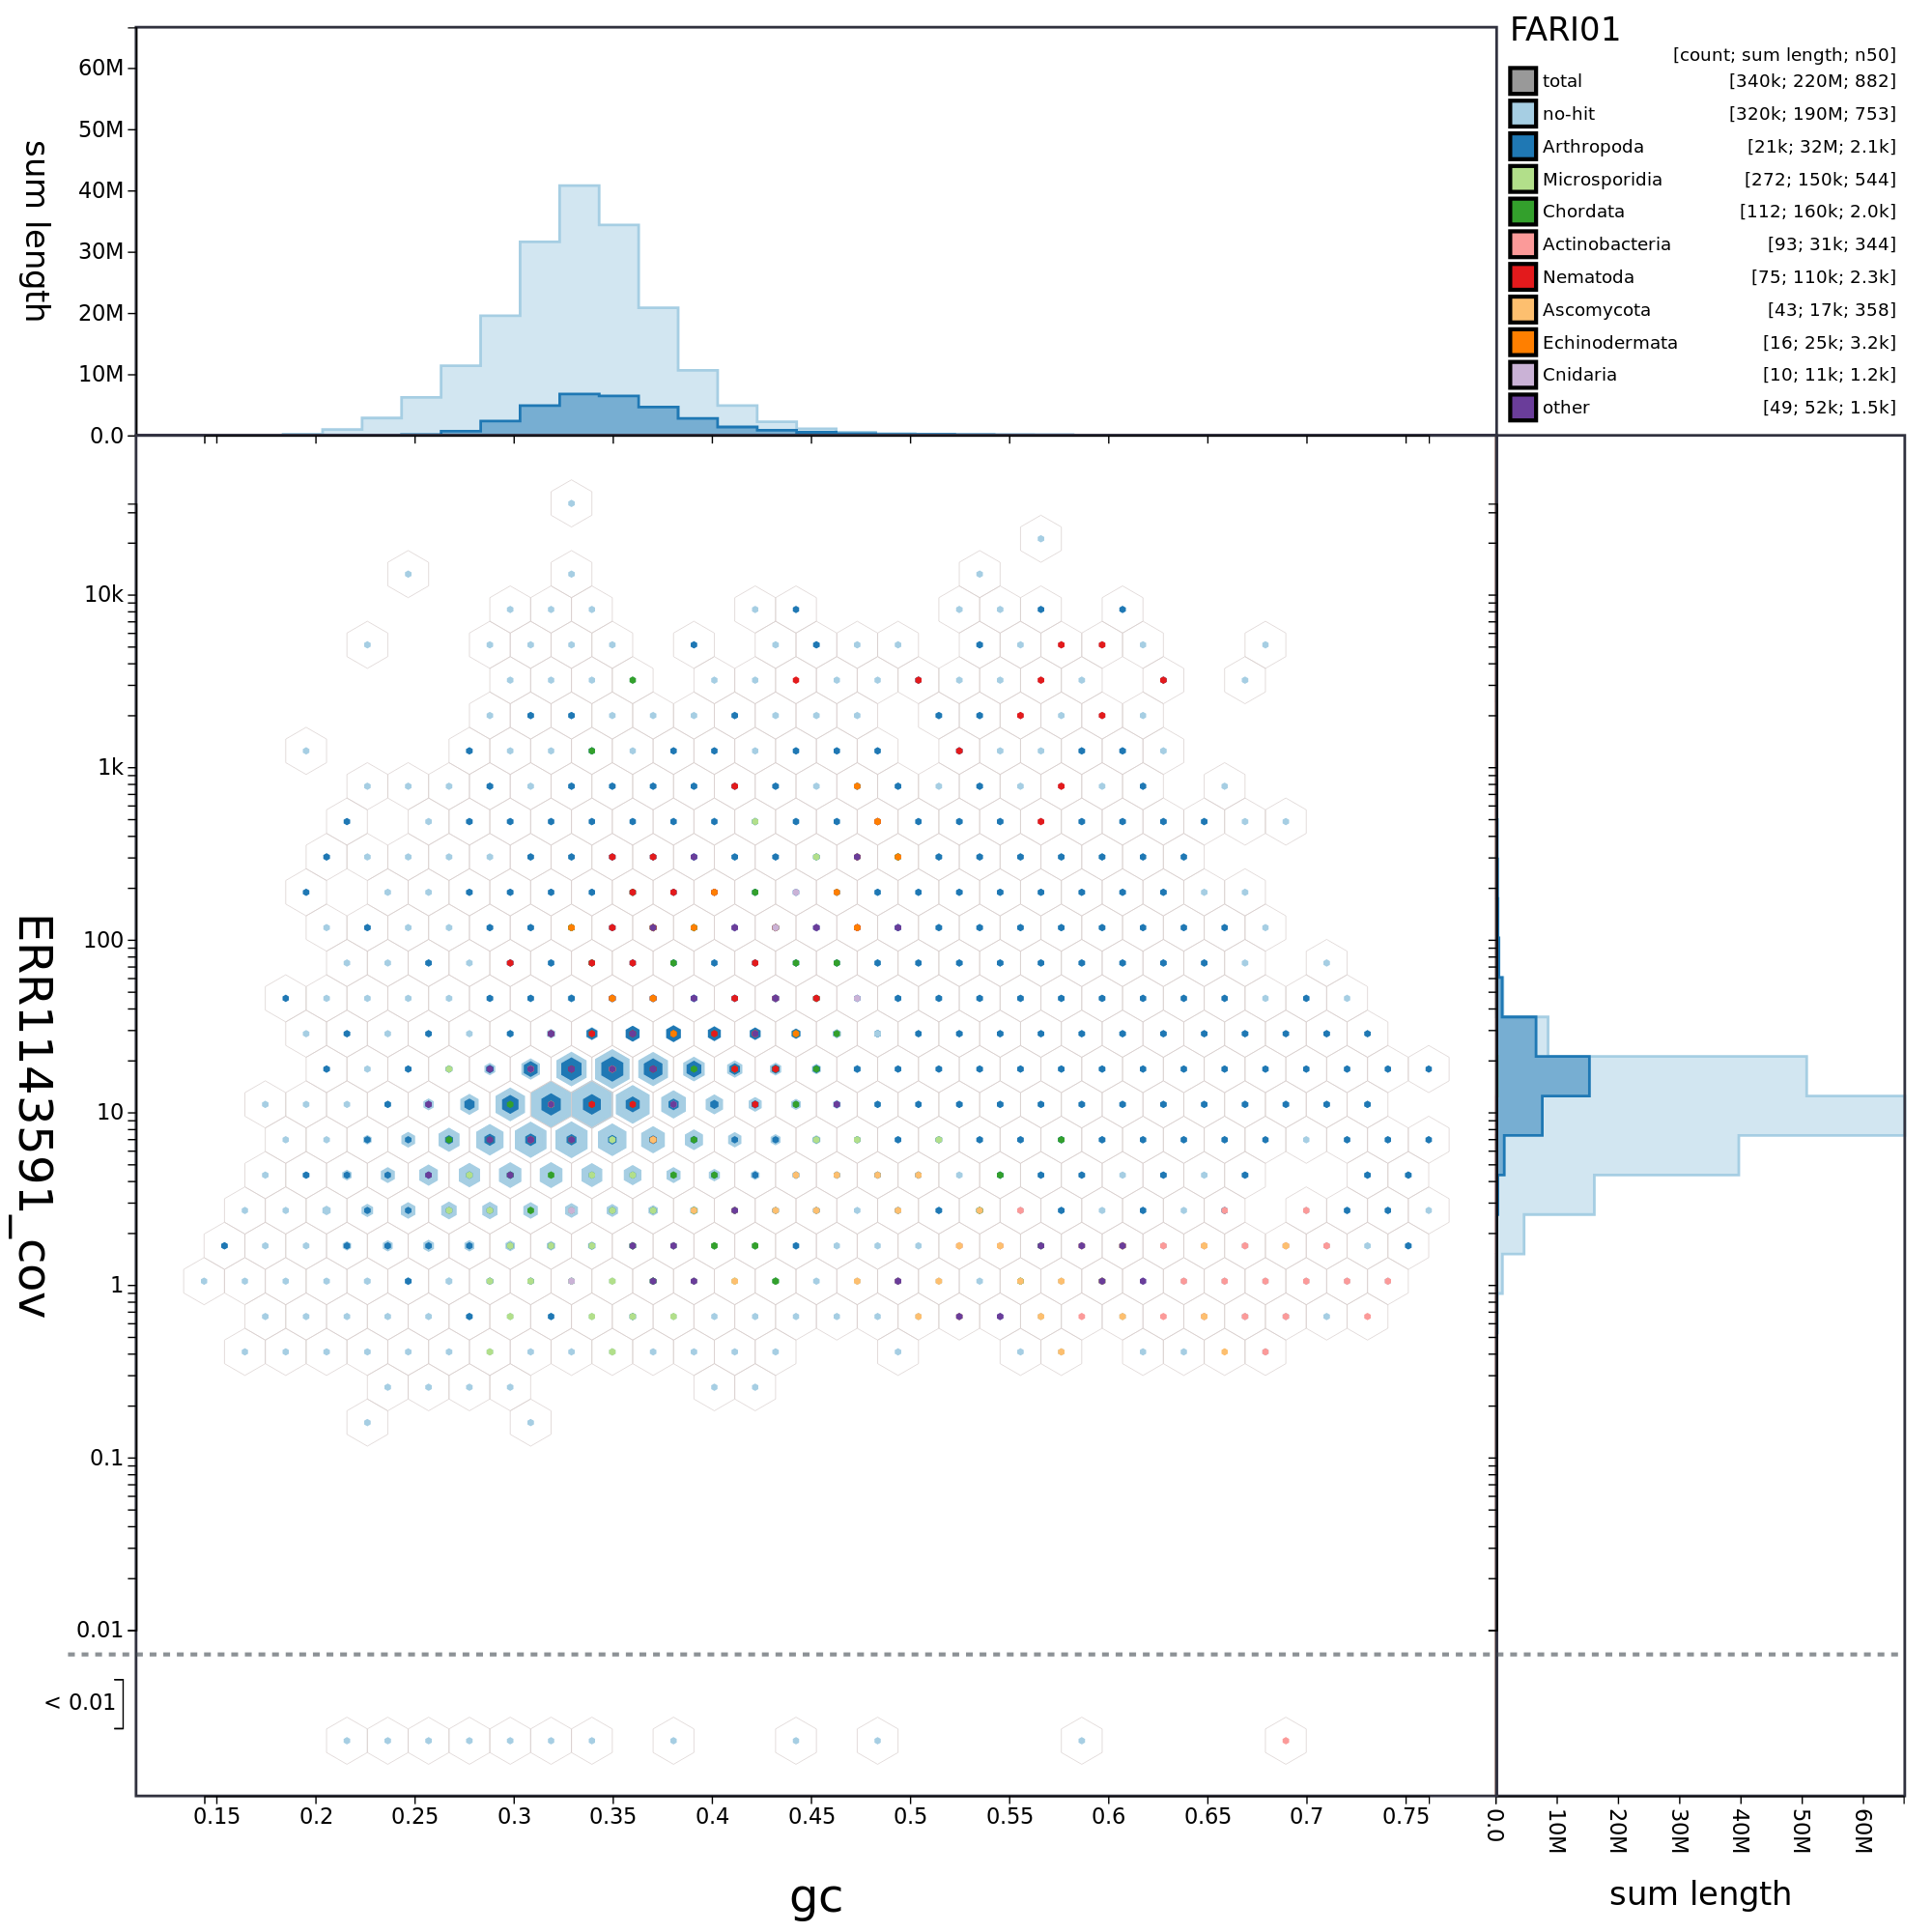 FARI01
[count; sum length; n50]
total [340k; 220M; 882]
no-hit [320k; 190M; 753]
Arthropoda [21k; 32M; 2.1k]
Microsporidia [272; 150k; 544]
Chordata [112; 160k; 2.0k]
Actinobacteria [93; 31k; 344]
Nematoda [75; 110k; 2.3k]
Ascomycota [43; 17k; 358]
Echinodermata [16; 25k; 3.2k]
Cnidaria [10; 11k; 1.2k]
other [49; 52k; 1.5k]
sum length
60M
50M
40M
30M
20M
10M
0.0
ERR1143591_cov
10k
1k
100
10
1
0.1
0.01
< 0.01
0.15 0.2 0.25 0.3 0.35 0.4 0.45 0.5 0.55 0.6 0.65 0.7 0.75
gc
0.0 10M 20M 30M 40M 50M 60M
sum length